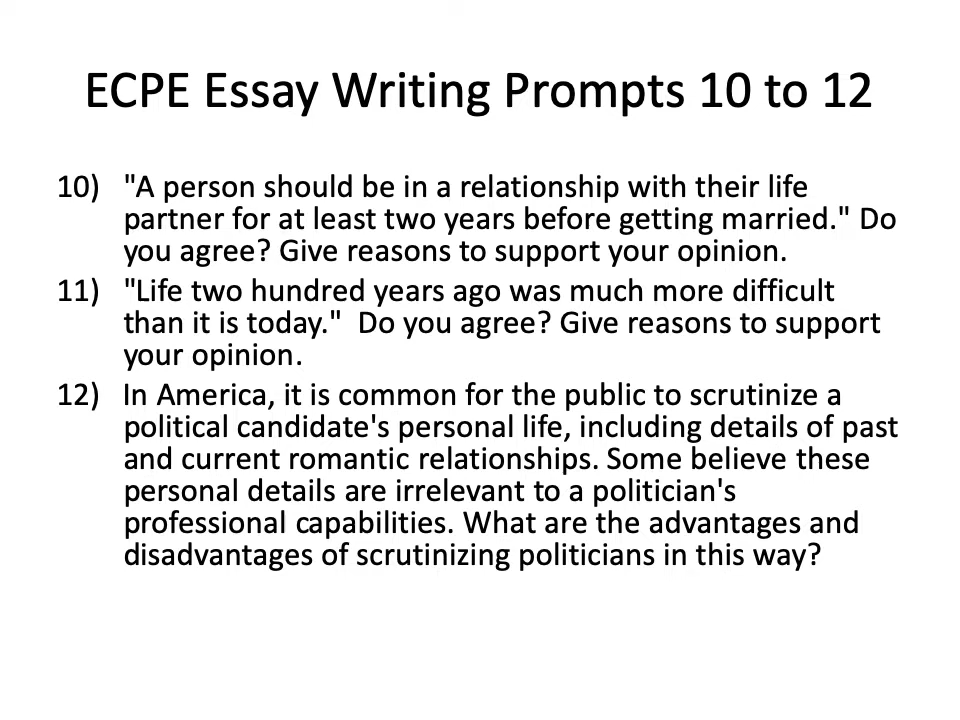 ECPE Essay Writing Prompts 10 to 12
10) "A person should be in a relationship with their life
partner for at least two years before getting married." Do
you agree? Give reasons to support your opinion.
11) "Life two hundred years ago was much more difficult
than it is today."  Do you agree? Give reasons to support
your opinion.
12) In America, it is common for the public to scrutinize a
political candidate's personal life, including details of past
and current romantic relationships. Some believe these
personal details are irrelevant to a politician's
professional capabilities. What are the advantages and
disadvantages of scrutinizing politicians in this way?